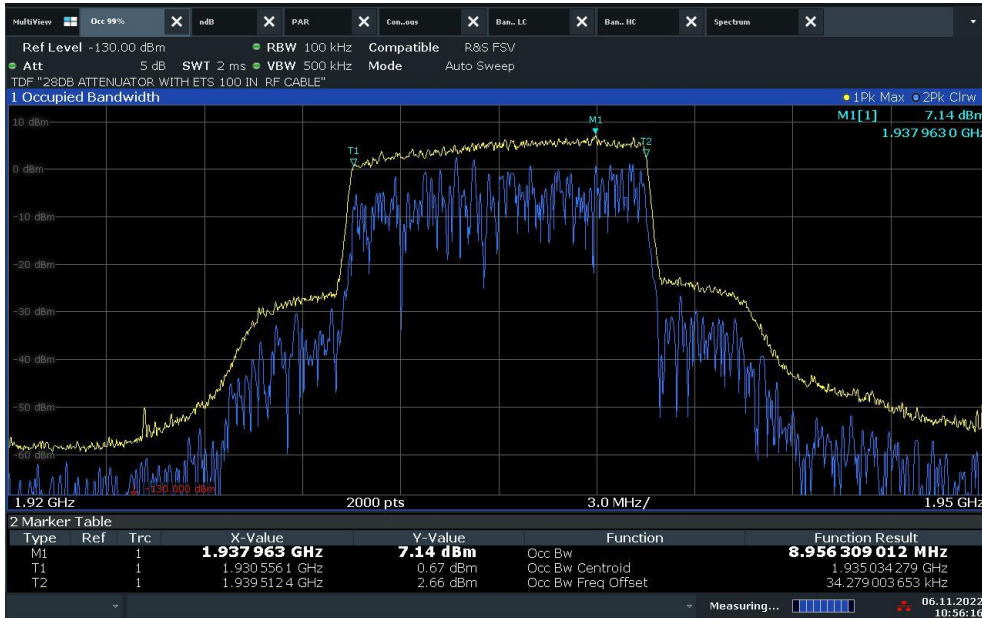 MultiView Occ 99% ndB PAR Con..ous Ban.. LC Ban.. HC Spectrum
Ref Level -130.00 dBm RBW 100 kHz Compatible R&S FSV
Att 5 dB SWT 2 ms VBW 500 kHz Mode Auto Sweep
TDF "28DB ATTENUATOR WITH ETS 100 IN RF CABLE"
1 Occupied Bandwidth 1Pk Max 2Pk Clrw
M1[1] 7.14 dBm
1.937 963 0 GHz
10 dBm
M1
T1
T2
0 dBm
-10 dBm
-20 dBm
-30 dBm
-40 dBm
-50 dBm
-60 dBm
-130.000 dBm
1.92 GHz 2000 pts 3.0 MHz/ 1.95 GHz
2 Marker Table
Type Ref Trc X-Value Y-Value Function Function Result
M1 1 1.937 963 GHz 7.14 dBm Occ Bw 8.956 309 012 MHz
T1 1 1.930 556 1 GHz 0.67 dBm Occ Bw Centroid 1.935 034 279 GHz
T2 1 1.939 512 4 GHz 2.66 dBm Occ Bw Freq Offset 34.279 003 653 kHz
Measuring... 06.11.2022
10:56:16